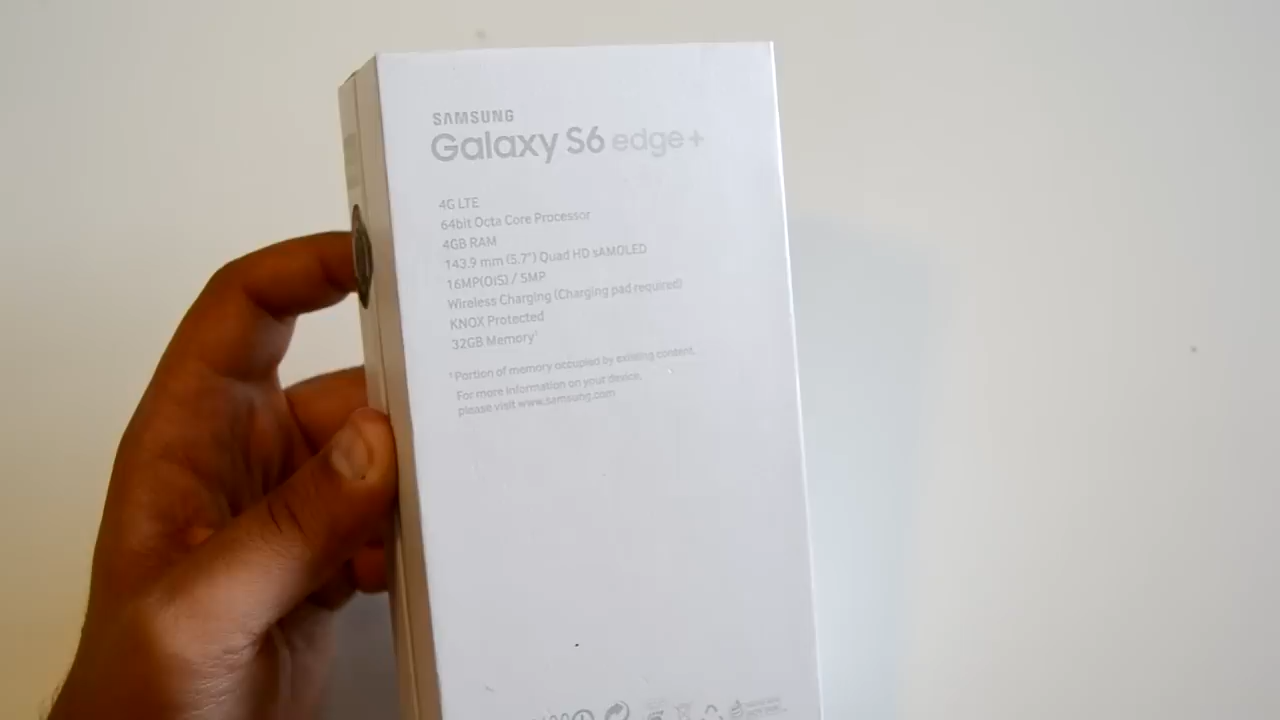 SAMSUNG
Galaxy S6 edge+
4G LTE
64bit Octa Core Processor
4GB RAM
143.9 mm (5.7") Quad HD sAMOLED
16MP(OIS) / 5MP
Wireless Charging (Charging pad required)
KNOX Protected
32GB Memory¹
¹Portion of memory occupied by existing content.
For more information on your device,
please visit www.samsung.com